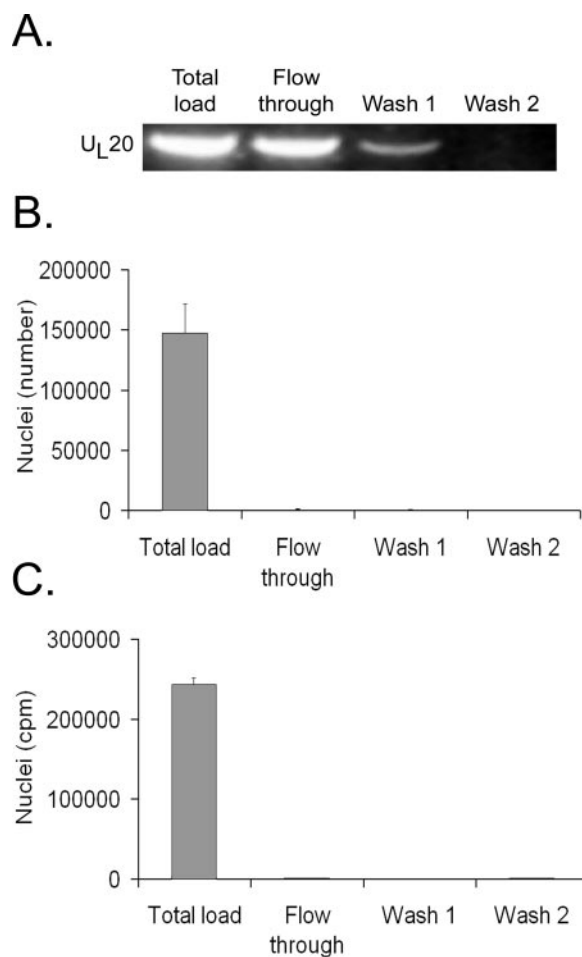 A.
Total load
Flow through
Wash 1
Wash 2
UL20
B.
Nuclei (number)
200000
150000
100000
50000
0
Total load
Flow through
Wash 1
Wash 2
C.
Nuclei (cpm)
300000
200000
100000
0
Total load
Flow through
Wash 1
Wash 2